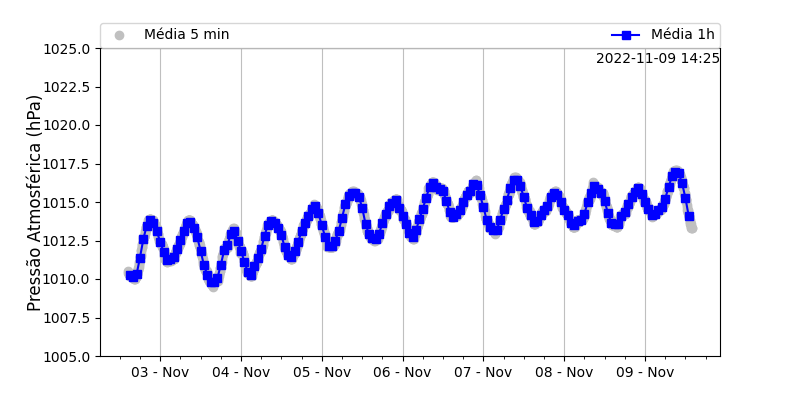 Média 5 min
Média 1h
2022-11-09 14:25
Pressão Atmosférica (hPa)
1025.0
1022.5
1020.0
1017.5
1015.0
1012.5
1010.0
1007.5
1005.0
03 - Nov
04 - Nov
05 - Nov
06 - Nov
07 - Nov
08 - Nov
09 - Nov